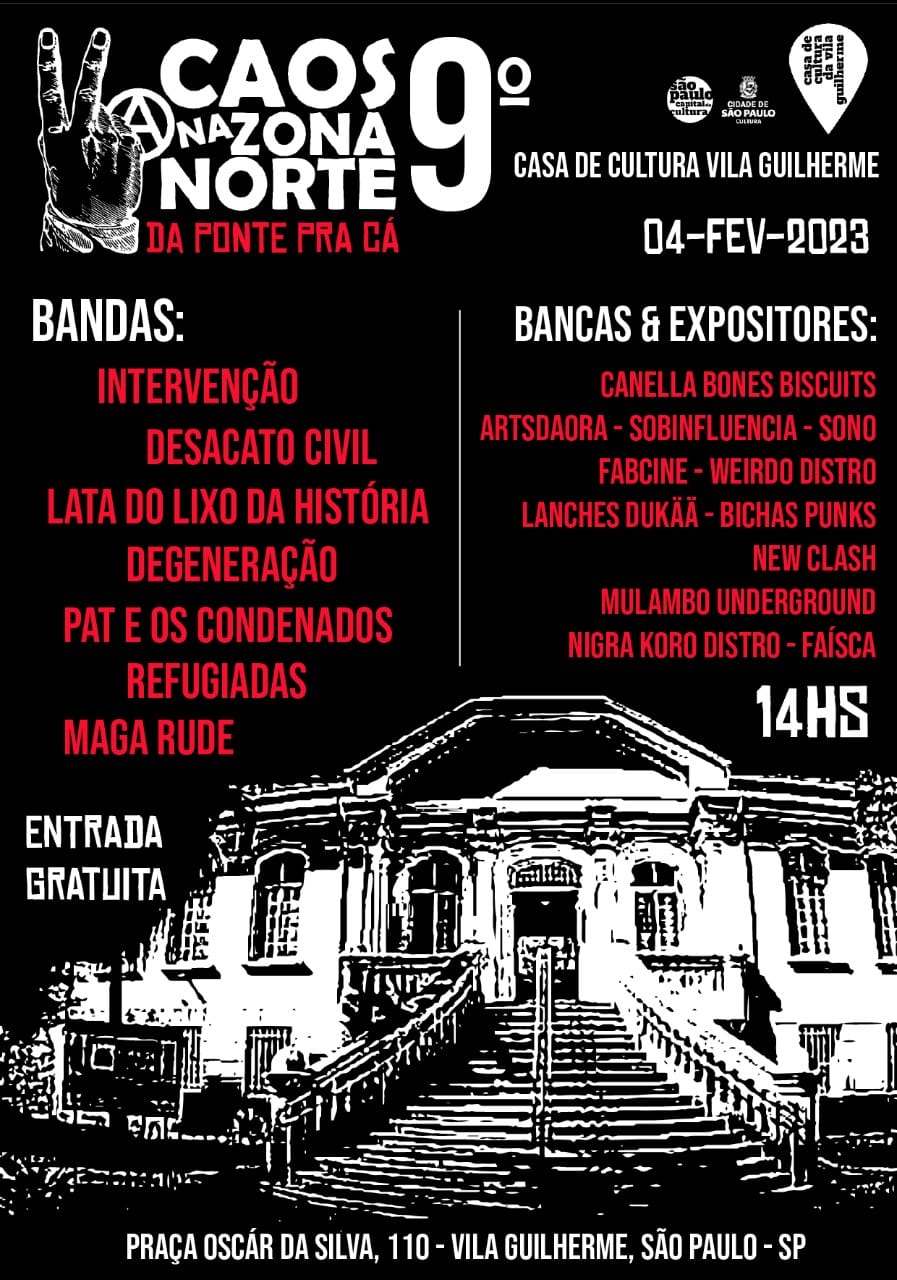 CAOS
NA ZONA
NORTE
9º
DA PONTE PRA CÁ
A
são
paulo
capital da
cultura
CIDADE DE
SÃO PAULO
CULTURA
casa de
cultura
da vila
guilherme
CASA DE CULTURA VILA GUILHERME
04-FEV-2023
BANDAS:
INTERVENÇÃO
DESACATO CIVIL
LATA DO LIXO DA HISTÓRIA
DEGENERAÇÃO
PAT E OS CONDENADOS
REFUGIADAS
MAGA RUDE
BANCAS & EXPOSITORES:
CANELLA BONES BISCUITS
ARTSDAORA - SOBINFLUENCIA - SONO
FABCINE - WEIRDO DISTRO
LANCHES DUKÄÄ - BICHAS PUNKS
NEW CLASH
MULAMBO UNDERGROUND
NIGRA KORO DISTRO - FAÍSCA
14HS
ENTRADA
GRATUITA
PRAÇA OSCÁR DA SILVA, 110 - VILA GUILHERME, SÃO PAULO - SP